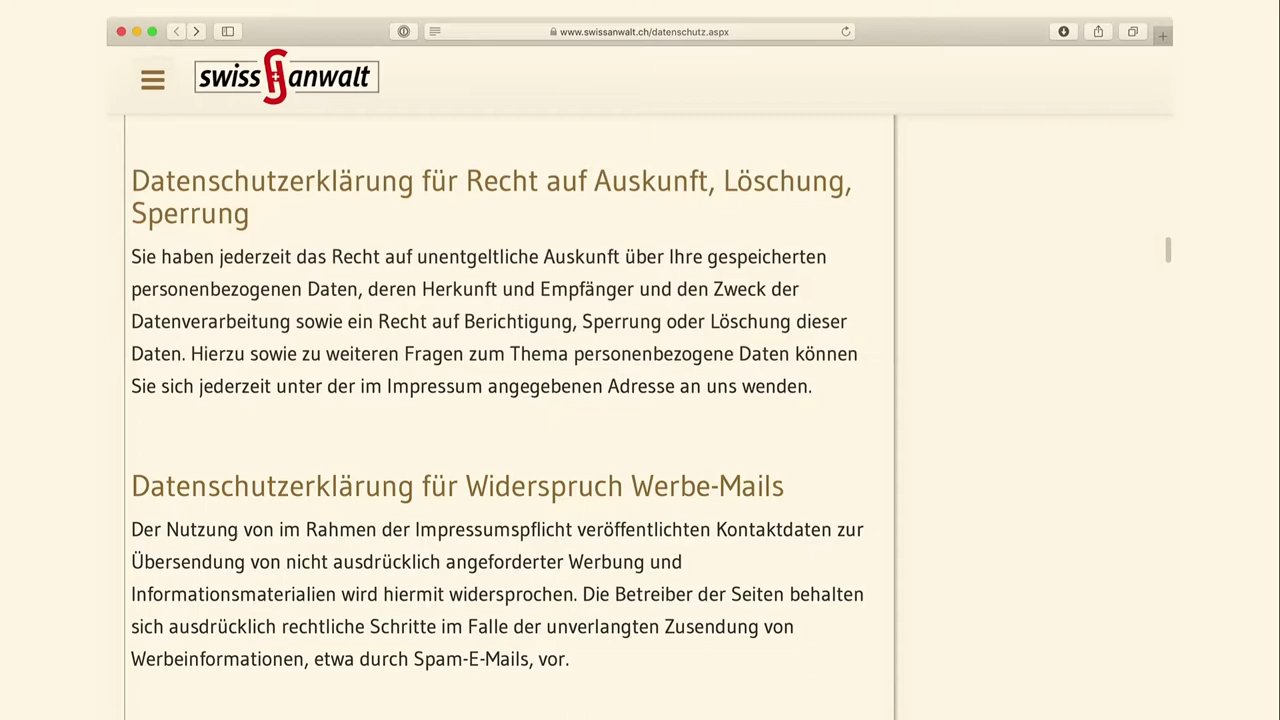 www.swissanwalt.ch/datenschutz.aspx
swiss anwalt
Datenschutzerklärung für Recht auf Auskunft, Löschung,
Sperrung
Sie haben jederzeit das Recht auf unentgeltliche Auskunft über Ihre gespeicherten
personenbezogenen Daten, deren Herkunft und Empfänger und den Zweck der
Datenverarbeitung sowie ein Recht auf Berichtigung, Sperrung oder Löschung dieser
Daten. Hierzu sowie zu weiteren Fragen zum Thema personenbezogene Daten können
Sie sich jederzeit unter der im Impressum angegebenen Adresse an uns wenden.
Datenschutzerklärung für Widerspruch Werbe-Mails
Der Nutzung von im Rahmen der Impressumspflicht veröffentlichten Kontaktdaten zur
Übersendung von nicht ausdrücklich angeforderter Werbung und
Informationsmaterialien wird hiermit widersprochen. Die Betreiber der Seiten behalten
sich ausdrücklich rechtliche Schritte im Falle der unverlangten Zusendung von
Werbeinformationen, etwa durch Spam-E-Mails, vor.